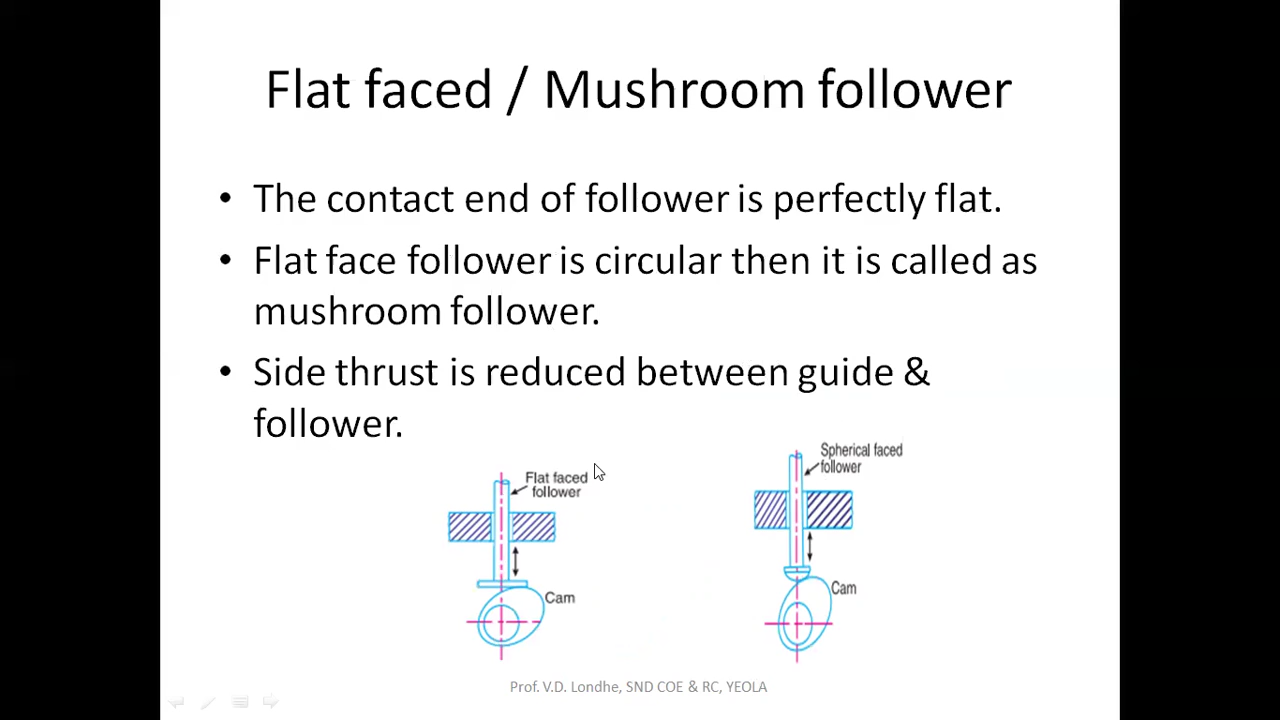 Flat faced / Mushroom follower
• The contact end of follower is perfectly flat.
• Flat face follower is circular then it is called as
mushroom follower.
• Side thrust is reduced between guide &
follower.
Flat faced
follower
Cam
Spherical faced
follower
Cam
Prof. V.D. Londhe, SND COE & RC, YEOLA